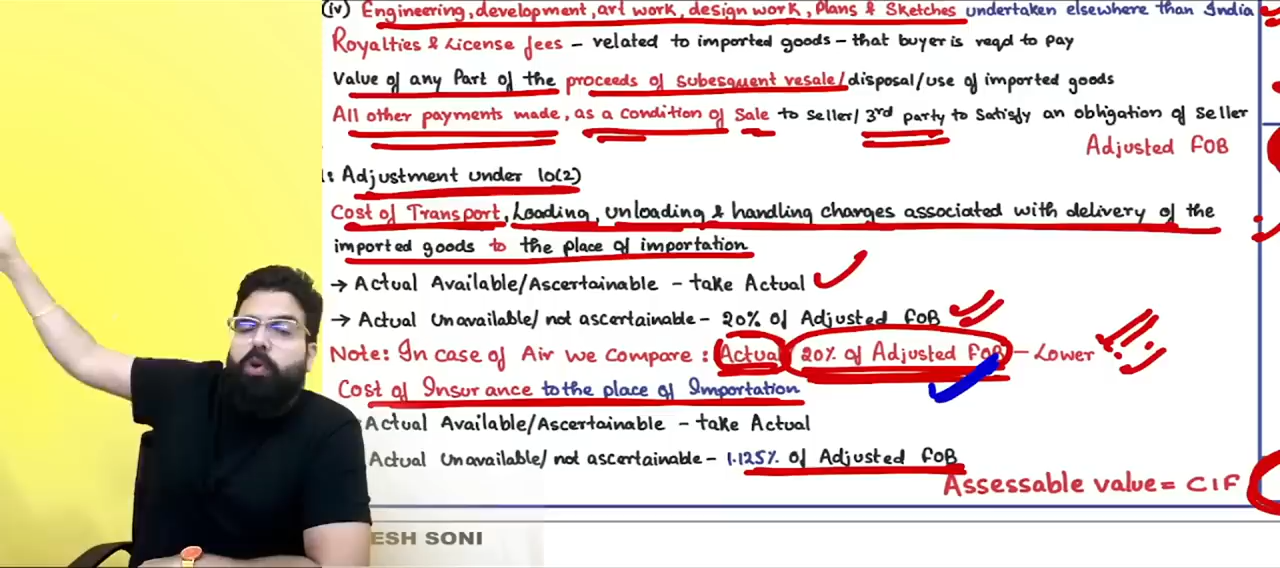 (iv) Engineering, development, art work, design work, Plans & Sketches undertaken elsewhere than India
Royalties & License fees – related to imported goods – that buyer is reqd to pay
Value of any Part of the proceeds of subesquent resale/disposal/use of imported goods
All other payments made, as a condition of Sale to seller/ 3rd party to Satisfy an obligation of seller
Adjusted FOB
: Adjustment under 10(2)
Cost of Transport, Loading, unloading & handling charges associated with delivery of the
imported goods to the place of importation
→ Actual Available/Ascertainable – take Actual
→ Actual Unavailable/ not ascertainable – 20% of Adjusted FOB
Note: In case of Air we Compare : Actual 20% of Adjusted FOB – Lower
Cost of Insurance to the place of Importation
Actual Available/Ascertainable – take Actual
Actual Unavailable/ not ascertainable – 1.125% of Adjusted FOB
Assessable value = CIF
ESH SONI